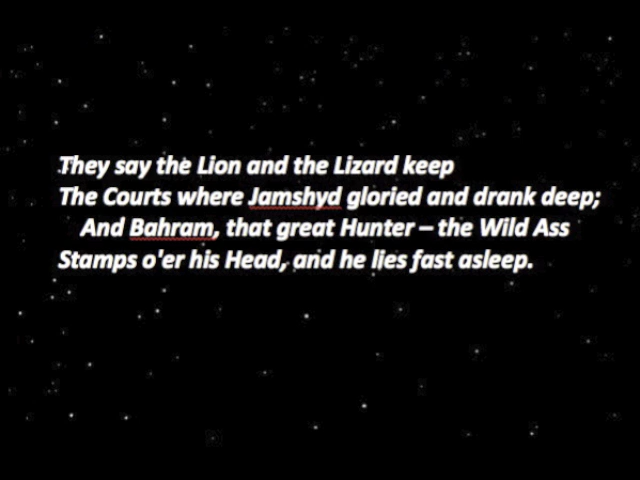 They say the Lion and the Lizard keep
The Courts where Jamshyd gloried and drank deep;
And Bahram, that great Hunter – the Wild Ass
Stamps o'er his Head, and he lies fast asleep.